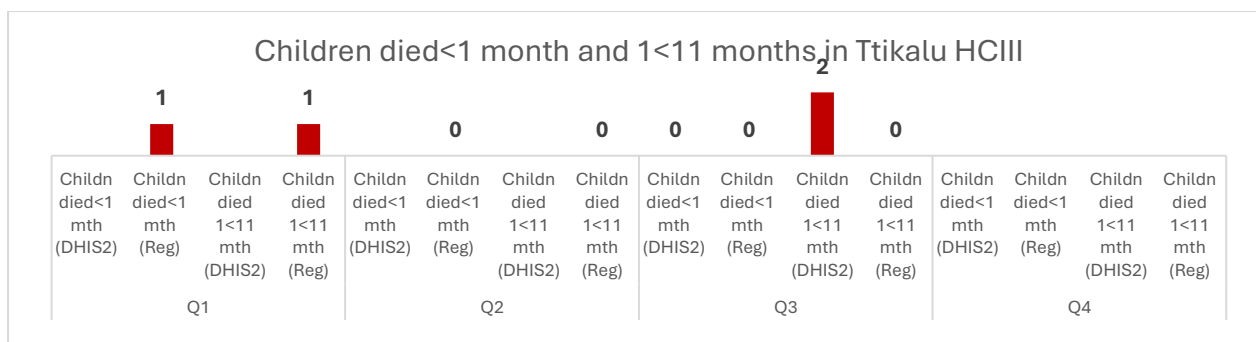 Children died<1 month and 1<11 months in Ttikalu HCIII
1 1 0 0 0 0 2 0
Childn Childn Childn Childn Childn Childn Childn Childn Childn Childn Childn Childn Childn Childn Childn Childn
died<1 died<1 died died died<1 died<1 died died died<1 died<1 died died died<1 died<1 died died
mth mth 1<11 1<11 mth mth 1<11 1<11 mth mth 1<11 1<11 mth mth 1<11 1<11
(DHIS2) (Reg) mth mth (DHIS2) (Reg) mth mth (DHIS2) (Reg) mth mth (DHIS2) (Reg) mth mth
(DHIS2) (Reg) (DHIS2) (Reg) (DHIS2) (Reg) (DHIS2) (Reg)
Q1 Q2 Q3 Q4